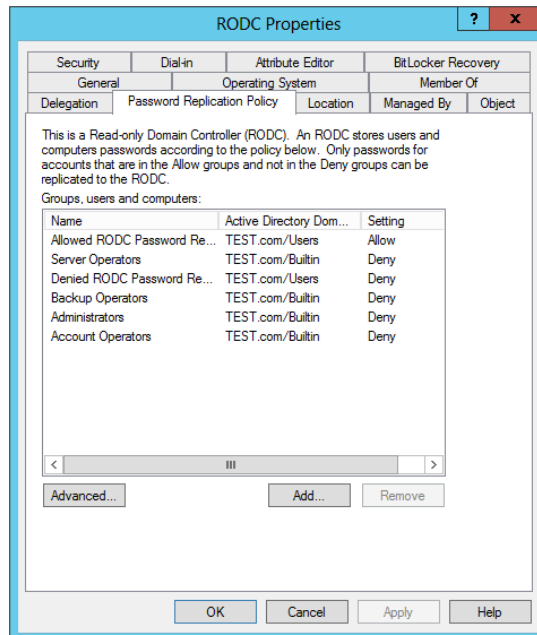 RODC Properties
? x
Security Dial-in Attribute Editor BitLocker Recovery
General Operating System Member Of
Delegation Password Replication Policy Location Managed By Object
This is a Read-only Domain Controller (RODC). An RODC stores users and
computers passwords according to the policy below. Only passwords for
accounts that are in the Allow groups and not in the Deny groups can be
replicated to the RODC.
Groups, users and computers:
Name Active Directory Dom... Setting
Allowed RODC Password Re... TEST.com/Users Allow
Server Operators TEST.com/Builtin Deny
Denied RODC Password Re... TEST.com/Users Deny
Backup Operators TEST.com/Builtin Deny
Administrators TEST.com/Builtin Deny
Account Operators TEST.com/Builtin Deny
Advanced... Add... Remove
OK Cancel Apply Help